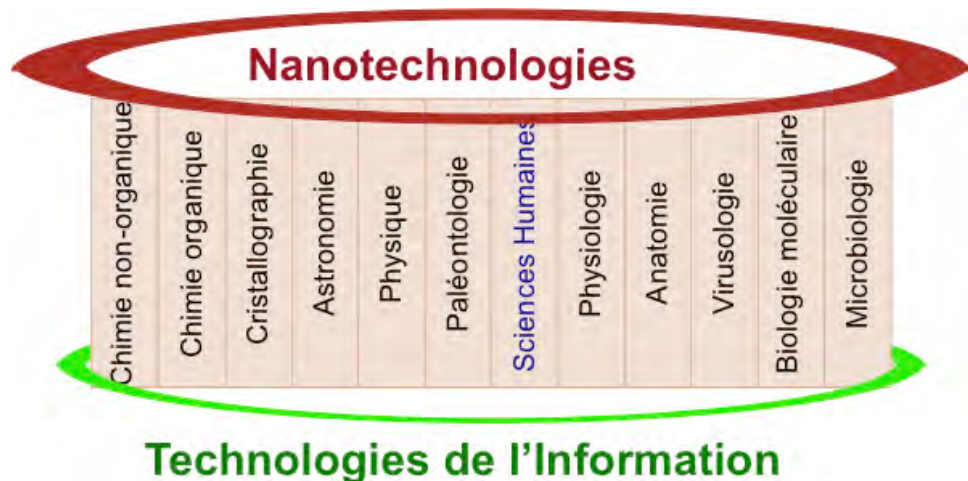 Nanotechnologies
Chimie non-organique
Chimie organique
Cristallographie
Astronomie
Physique
Paléontologie
Sciences Humaines
Physiologie
Anatomie
Virusologie
Biologie moléculaire
Microbiologie
Technologies de l’Information